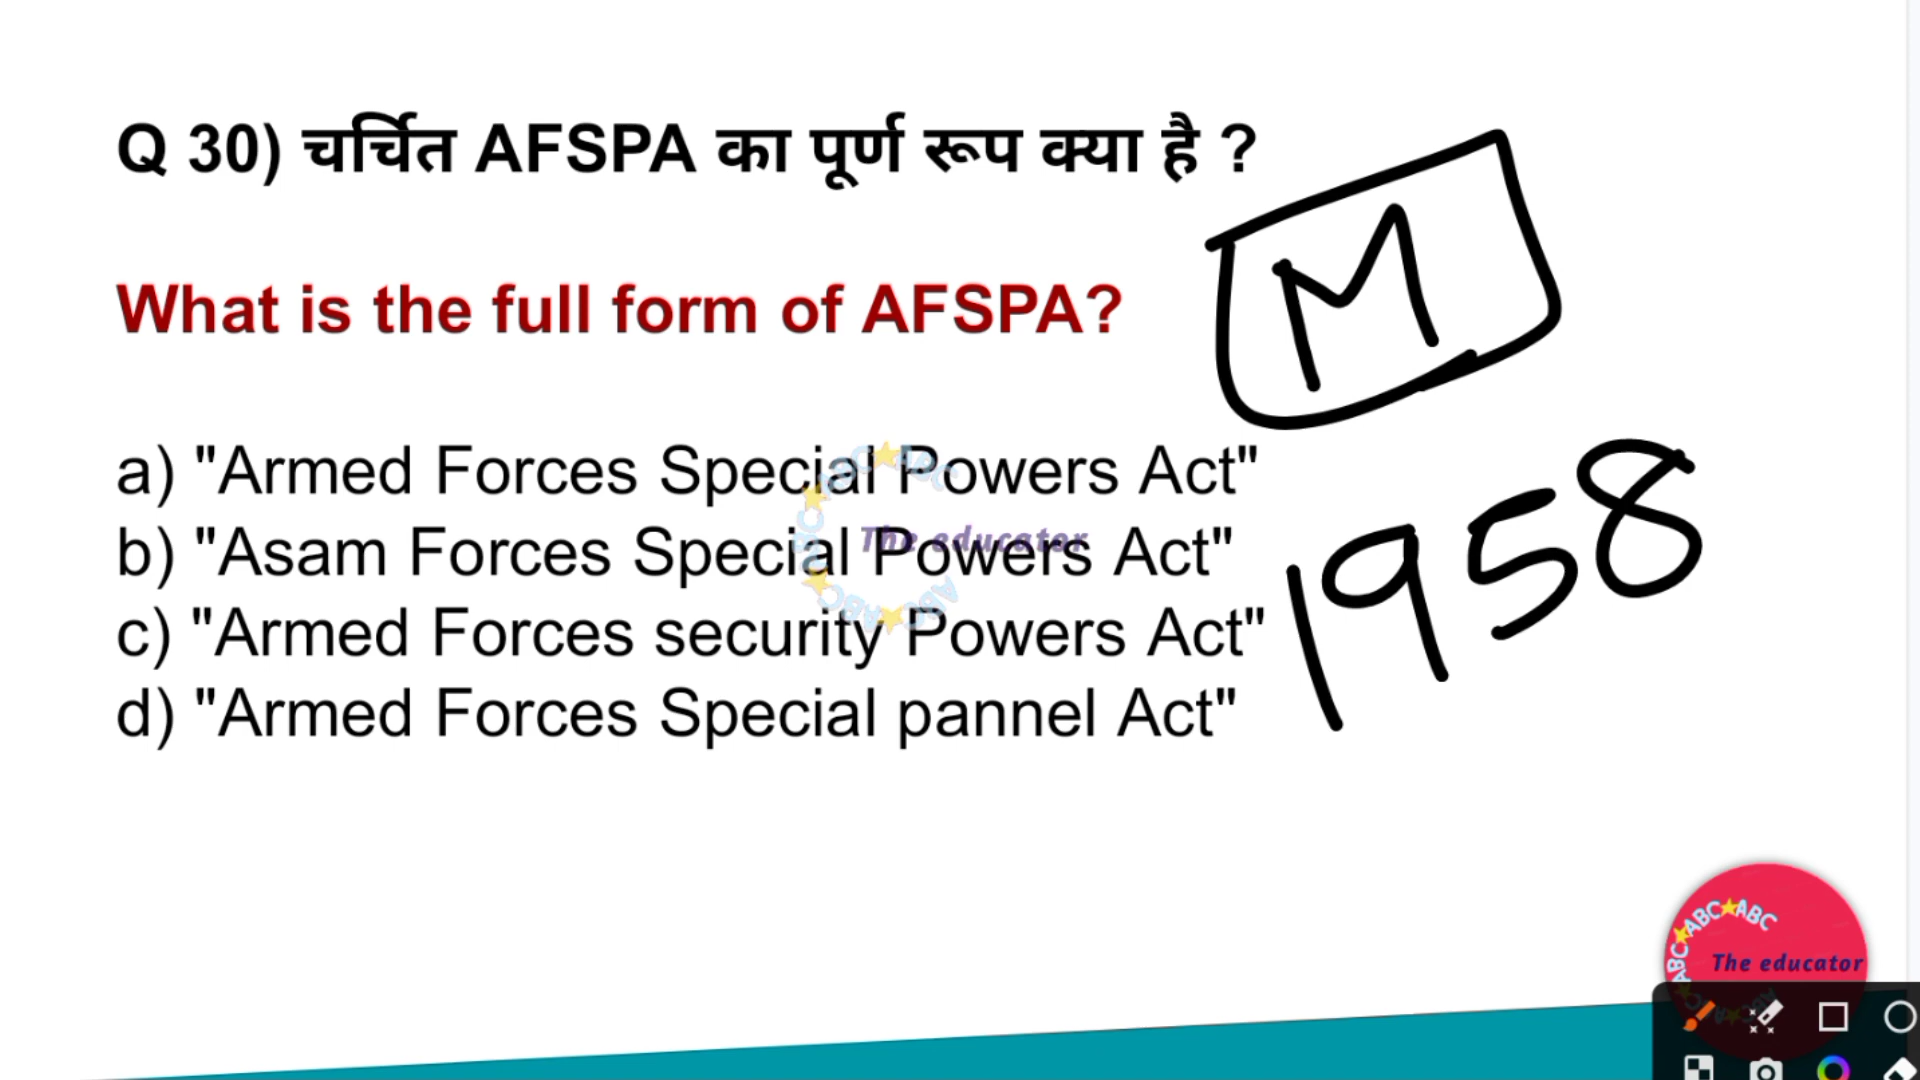 Q 30) चर्चित AFSPA का पूर्ण रूप क्या है ?
M
What is the full form of AFSPA?
a) "Armed Forces Special Powers Act"
b) "Asam Forces Special Powers Act"
c) "Armed Forces security Powers Act"
d) "Armed Forces Special pannel Act"
1958
The educator
ABC ABC ABC
The educator